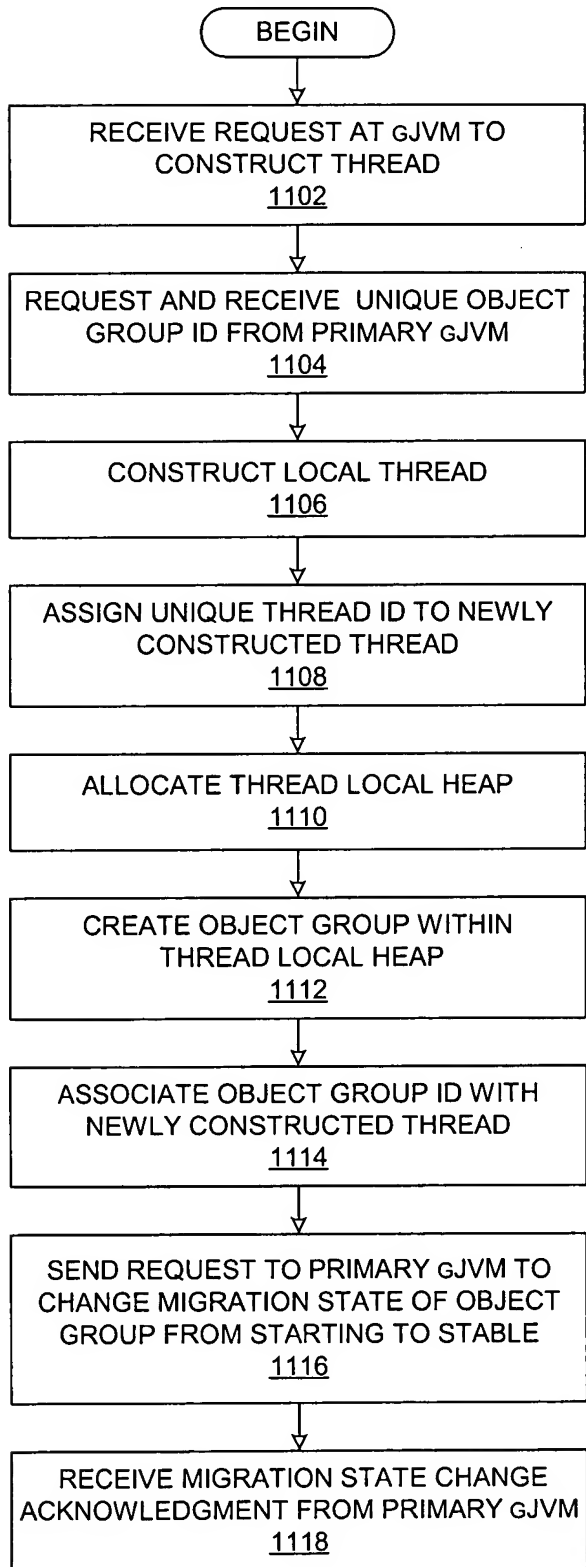 BEGIN
RECEIVE REQUEST AT GJVM TO
CONSTRUCT THREAD
1102
REQUEST AND RECEIVE UNIQUE OBJECT
GROUP ID FROM PRIMARY GJVM
1104
CONSTRUCT LOCAL THREAD
1106
ASSIGN UNIQUE THREAD ID TO NEWLY
CONSTRUCTED THREAD
1108
ALLOCATE THREAD LOCAL HEAP
1110
CREATE OBJECT GROUP WITHIN
THREAD LOCAL HEAP
1112
ASSOCIATE OBJECT GROUP ID WITH
NEWLY CONSTRUCTED THREAD
1114
SEND REQUEST TO PRIMARY GJVM TO
CHANGE MIGRATION STATE OF OBJECT
GROUP FROM STARTING TO STABLE
1116
RECEIVE MIGRATION STATE CHANGE
ACKNOWLEDGMENT FROM PRIMARY GJVM
1118